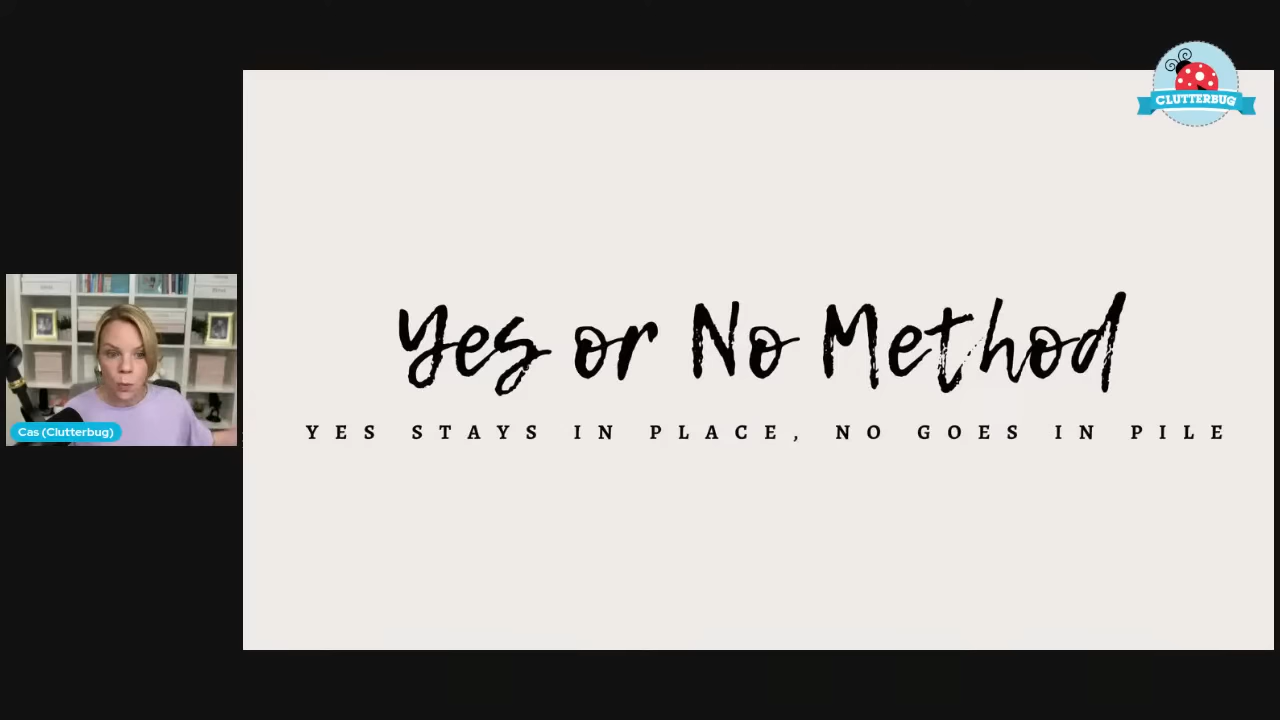 CLUTTERBUG
Yes or No Method
YES STAYS IN PLACE, NO GOES IN PILE
Cas (Clutterbug)